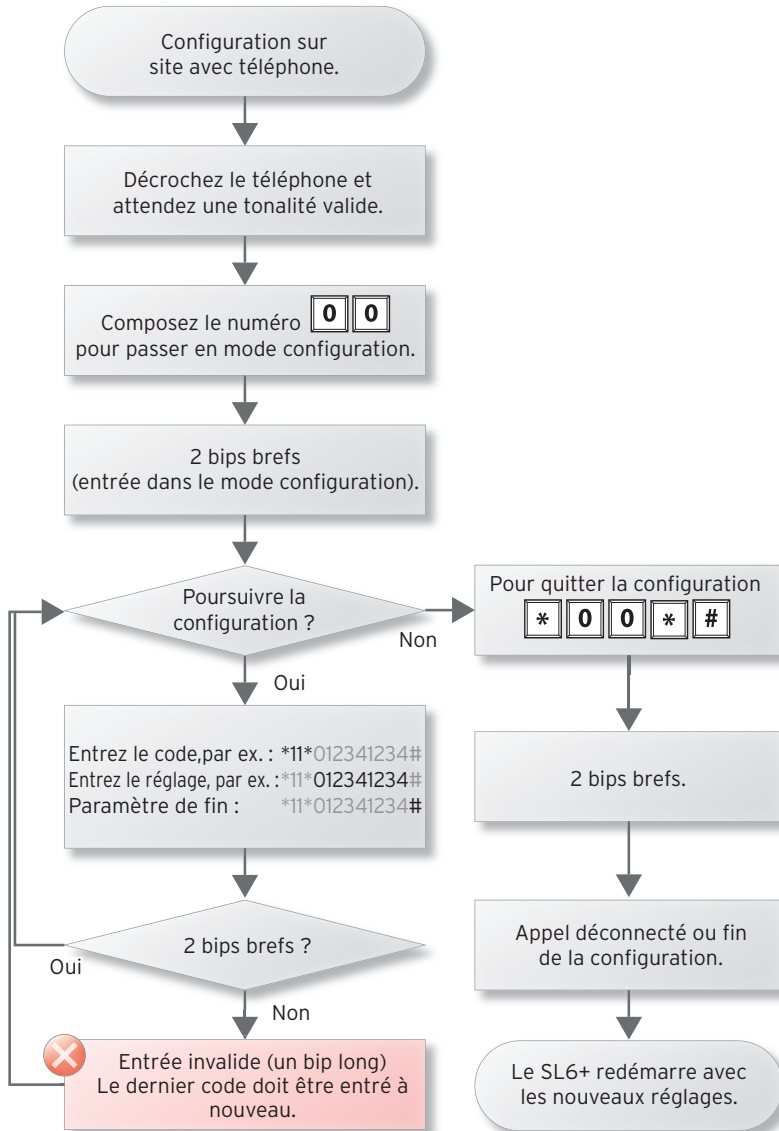 Configuration sur
site avec téléphone.
Décrochez le téléphone et
attendez une tonalité valide.
Composez le numéro 0 0
pour passer en mode configuration.
2 bips brefs
(entrée dans le mode configuration).
Poursuivre la
configuration ?
Non
Oui
Pour quitter la configuration
* 0 0 * #
Entrez le code,par ex. : *11*012341234#
Entrez le réglage, par ex. :*11*012341234#
Paramètre de fin : *11*012341234#
2 bips brefs.
2 bips brefs ?
Oui
Non
Appel déconnecté ou fin
de la configuration.
Entrée invalide (un bip long)
Le dernier code doit être entré à
nouveau.
Le SL6+ redémarre avec
les nouveaux réglages.